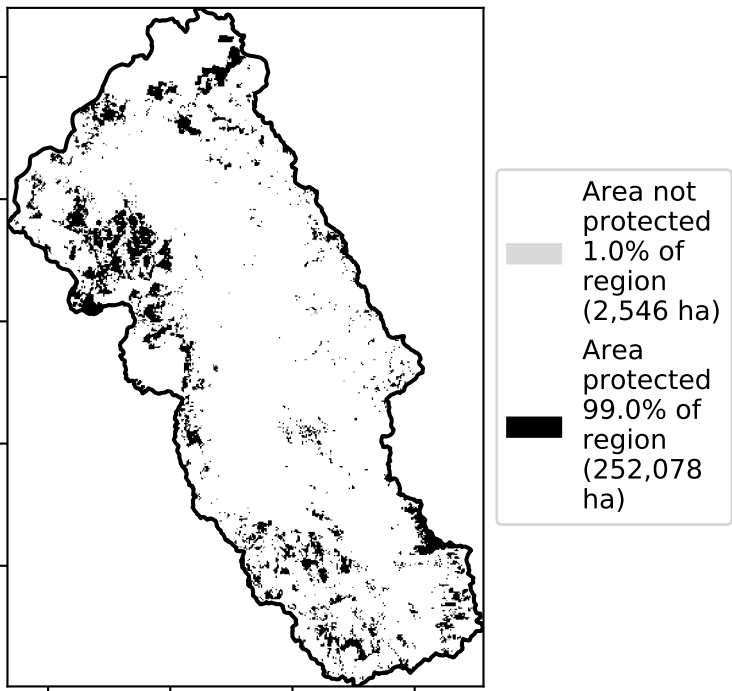 Area not
protected
1.0% of
region
(2,546 ha)
Area
protected
99.0% of
region
(252,078
ha)